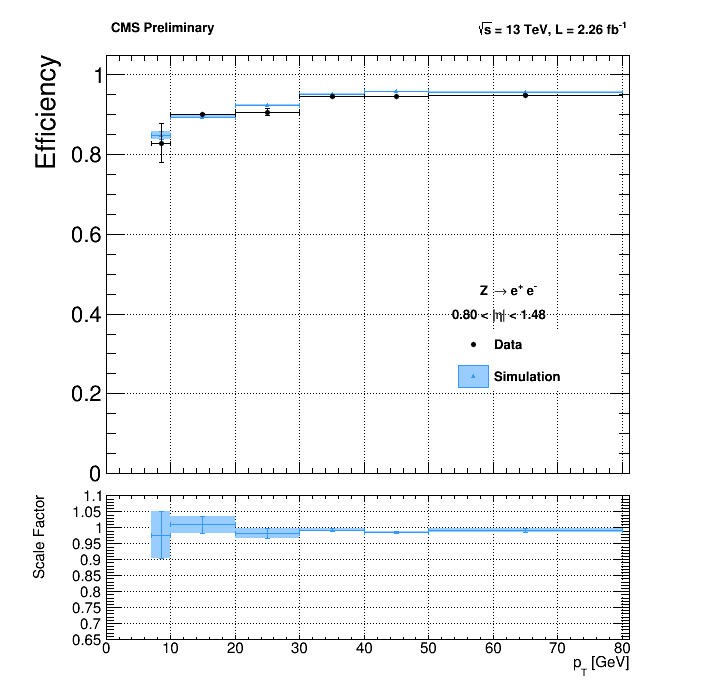 CMS Preliminary
√s = 13 TeV, L = 2.26 fb⁻¹
Efficiency
1
0.8
0.6
0.4
0.2
0
Z → e⁺ e⁻
0.80 < |η| < 1.48
Data
Simulation
Scale Factor
1.1
1.05
1
0.95
0.9
0.85
0.8
0.75
0.7
0.65
0 10 20 30 40 50 60 70 80
p_T [GeV]